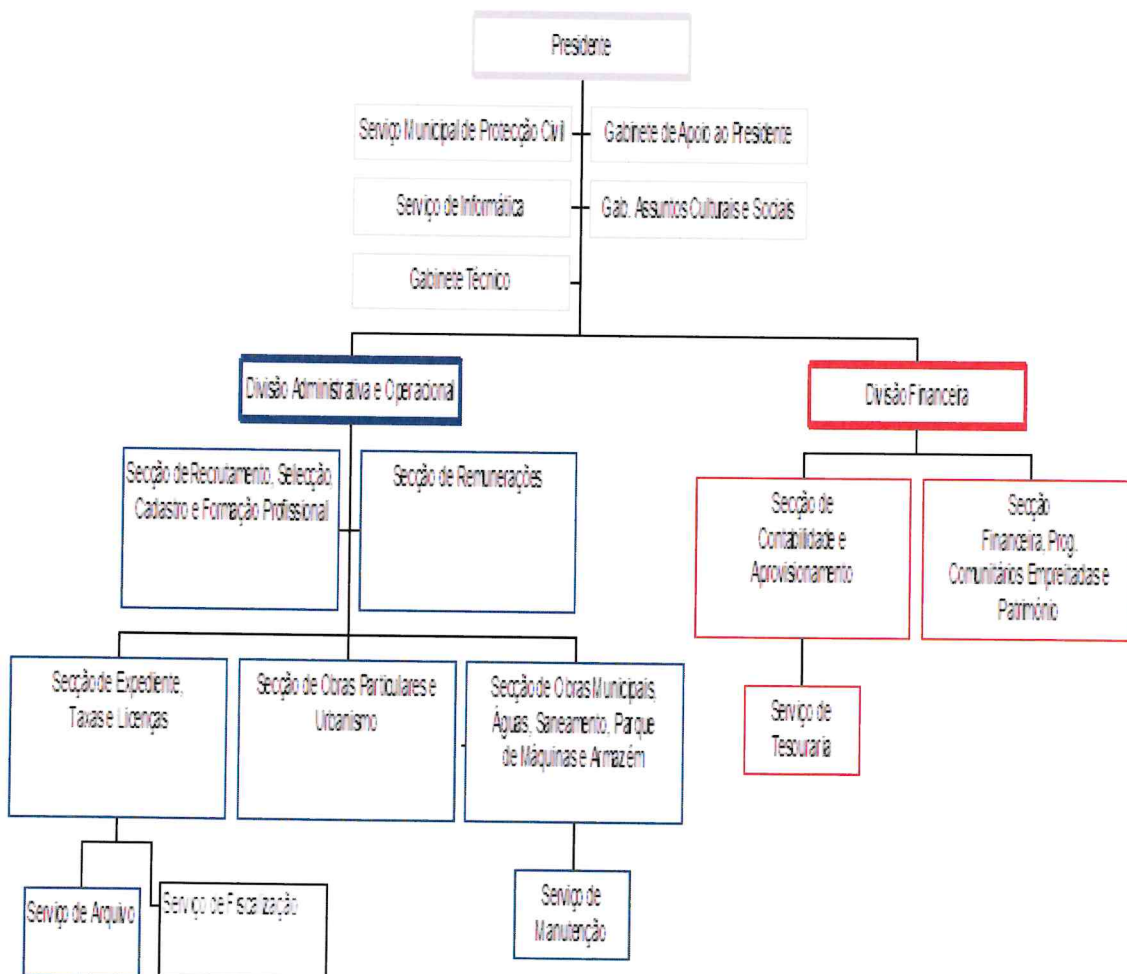 Presidente
Serviço Municipal de Protecção Civil
Gabinete de Apoio ao Presidente
Serviço de Informática
Gab. Assuntos Culturais e Sociais
Gabinete Técnico
Divisão Administrativa e Operacional
Divisão Financeira
Secção de Recrutamento, Selecção,
Cadastro e Formação Profissional
Secção de Remunerações
Secção de
Contabilidade e
Aprovisionamento
Secção
Financeira, Prog.
Comunitários Empreitadas e
Património
Secção de Expediente,
Taxas e Licenças
Secção de Obras Particulares e
Urbanismo
Secção de Obras Municipais,
Águas, Saneamento, Parque
de Máquinas e Armazém
Serviço de
Tesouraria
Serviço de Arquivo
Serviço de Fiscalização
Serviço de
Manutenção